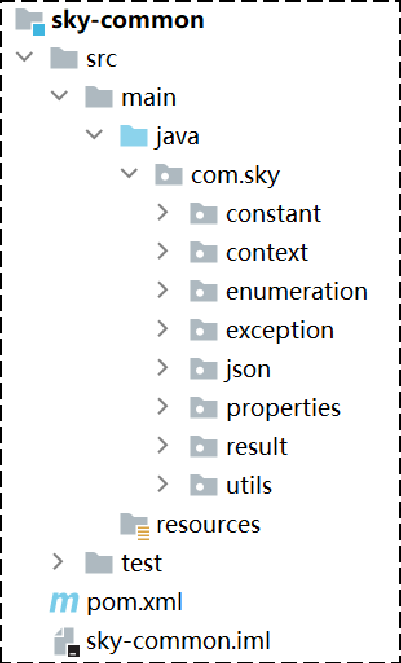 sky-common
src
main
java
com.sky
constant
context
enumeration
exception
json
properties
result
utils
resources
test
pom.xml
sky-common.iml